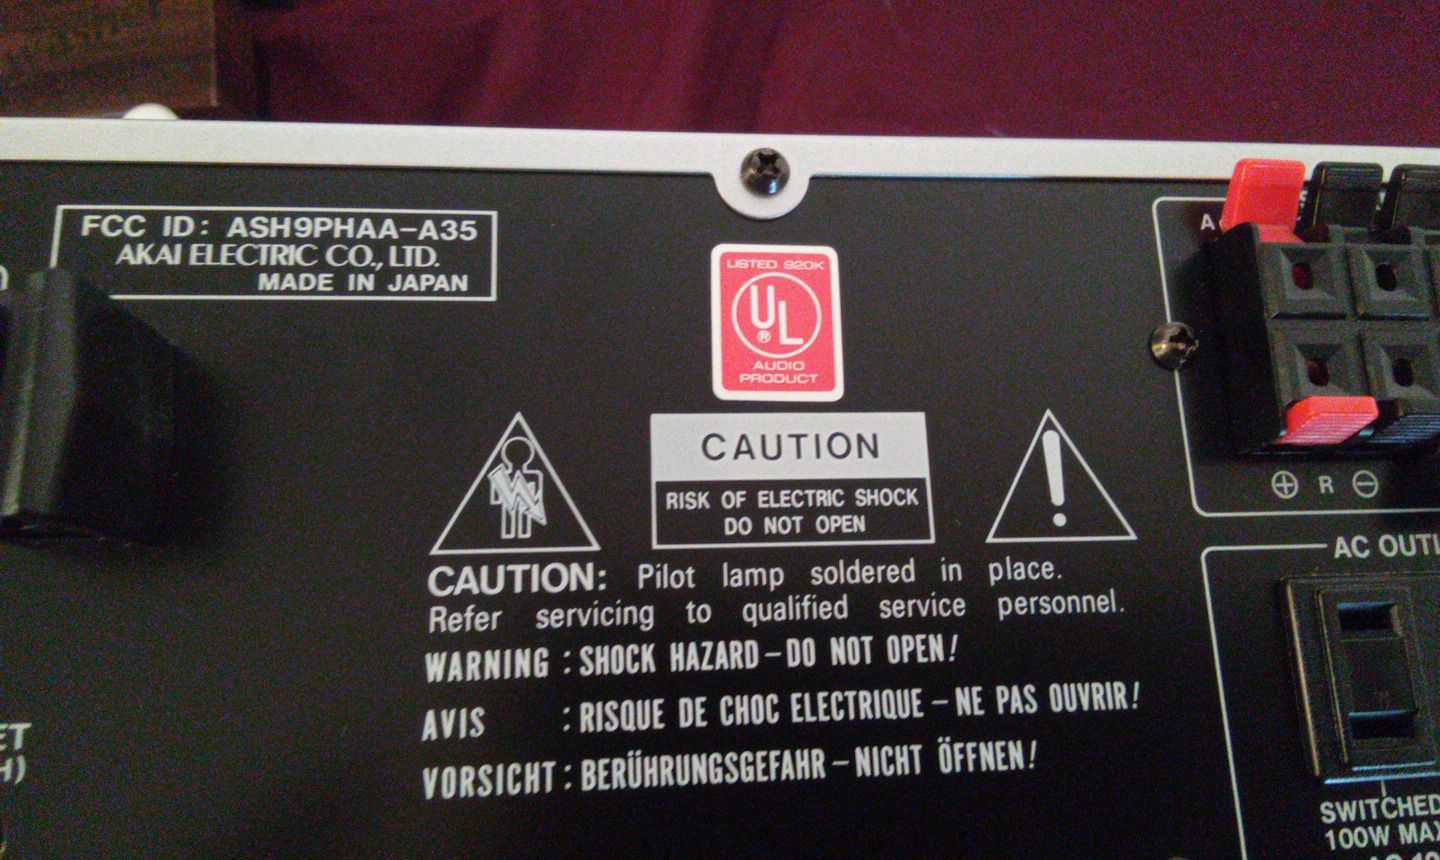 FCC ID: ASH9PHAA-A35
AKAI ELECTRIC CO., LTD.
MADE IN JAPAN
LISTED 920K
UL
®
AUDIO
PRODUCT
CAUTION
RISK OF ELECTRIC SHOCK
DO NOT OPEN
CAUTION: Pilot lamp soldered in place.
Refer servicing to qualified service personnel.
WARNING : SHOCK HAZARD – DO NOT OPEN!
AVIS : RISQUE DE CHOC ELECTRIQUE – NE PAS OUVRIR!
VORSICHT : BERÜHRUNGSGEFAHR – NICHT ÖFFNEN!
⊕ R ⊖
AC
SWITCHED
100W MAX